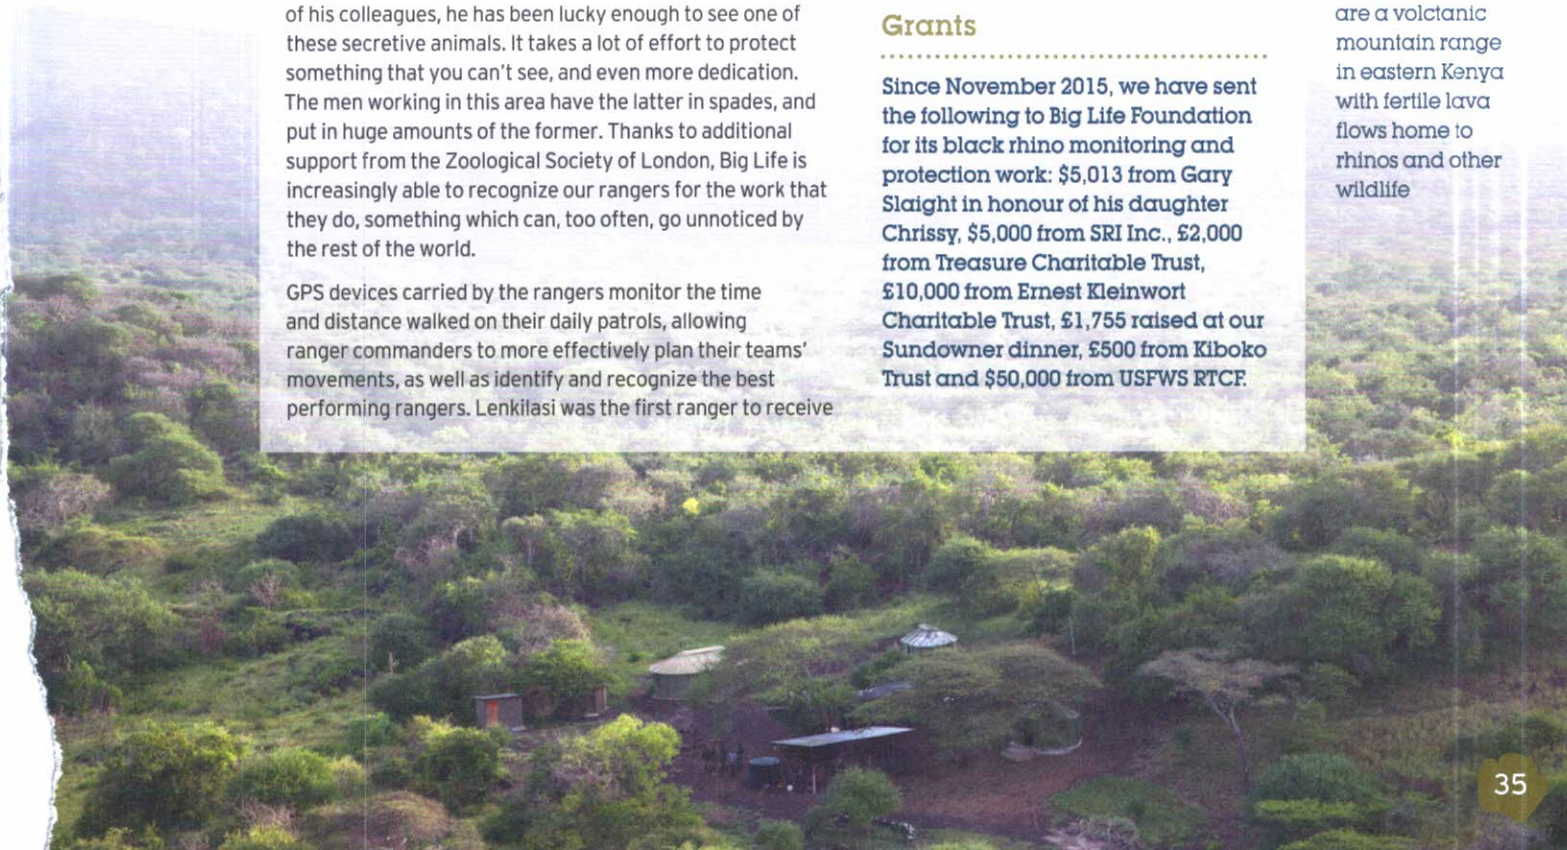 of his colleagues, he has been lucky enough to see one of
these secretive animals. It takes a lot of effort to protect
something that you can't see, and even more dedication.
The men working in this area have the latter in spades, and
put in huge amounts of the former. Thanks to additional
support from the Zoological Society of London, Big Life is
increasingly able to recognize our rangers for the work that
they do, something which can, too often, go unnoticed by
the rest of the world.
GPS devices carried by the rangers monitor the time
and distance walked on their daily patrols, allowing
ranger commanders to more effectively plan their teams'
movements, as well as identify and recognize the best
performing rangers. Lenkilasi was the first ranger to receive
Grants
Since November 2015, we have sent
the following to Big Life Foundation
for its black rhino monitoring and
protection work: $5,013 from Gary
Slaight in honour of his daughter
Chrissy, $5,000 from SRI Inc., £2,000
from Treasure Charitable Trust,
£10,000 from Ernest Kleinwort
Charitable Trust, £1,755 raised at our
Sundowner dinner, £500 from Kiboko
Trust and $50,000 from USFWS RTCF.
are a volctanic
mountain range
in eastern Kenya
with fertile lava
flows home to
rhinos and other
wildlife
35